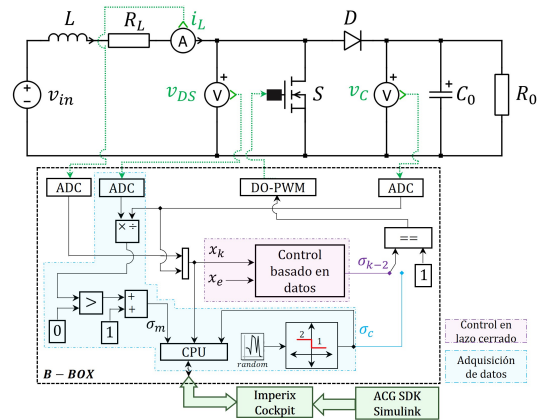 L
R_L
i_L
A
D
v_in
v_DS
V
S
v_C
V
C_0
R_0
ADC
ADC
DO-PWM
ADC
× ÷
==
x_k
x_e
Control basado en datos
σ_{k−2}
1
>
+
+
0
1
σ_m
CPU
random
2
1
σ_c
Control en lazo cerrado
Adquisición de datos
B − BOX
Imperix Cockpit
ACG SDK Simulink